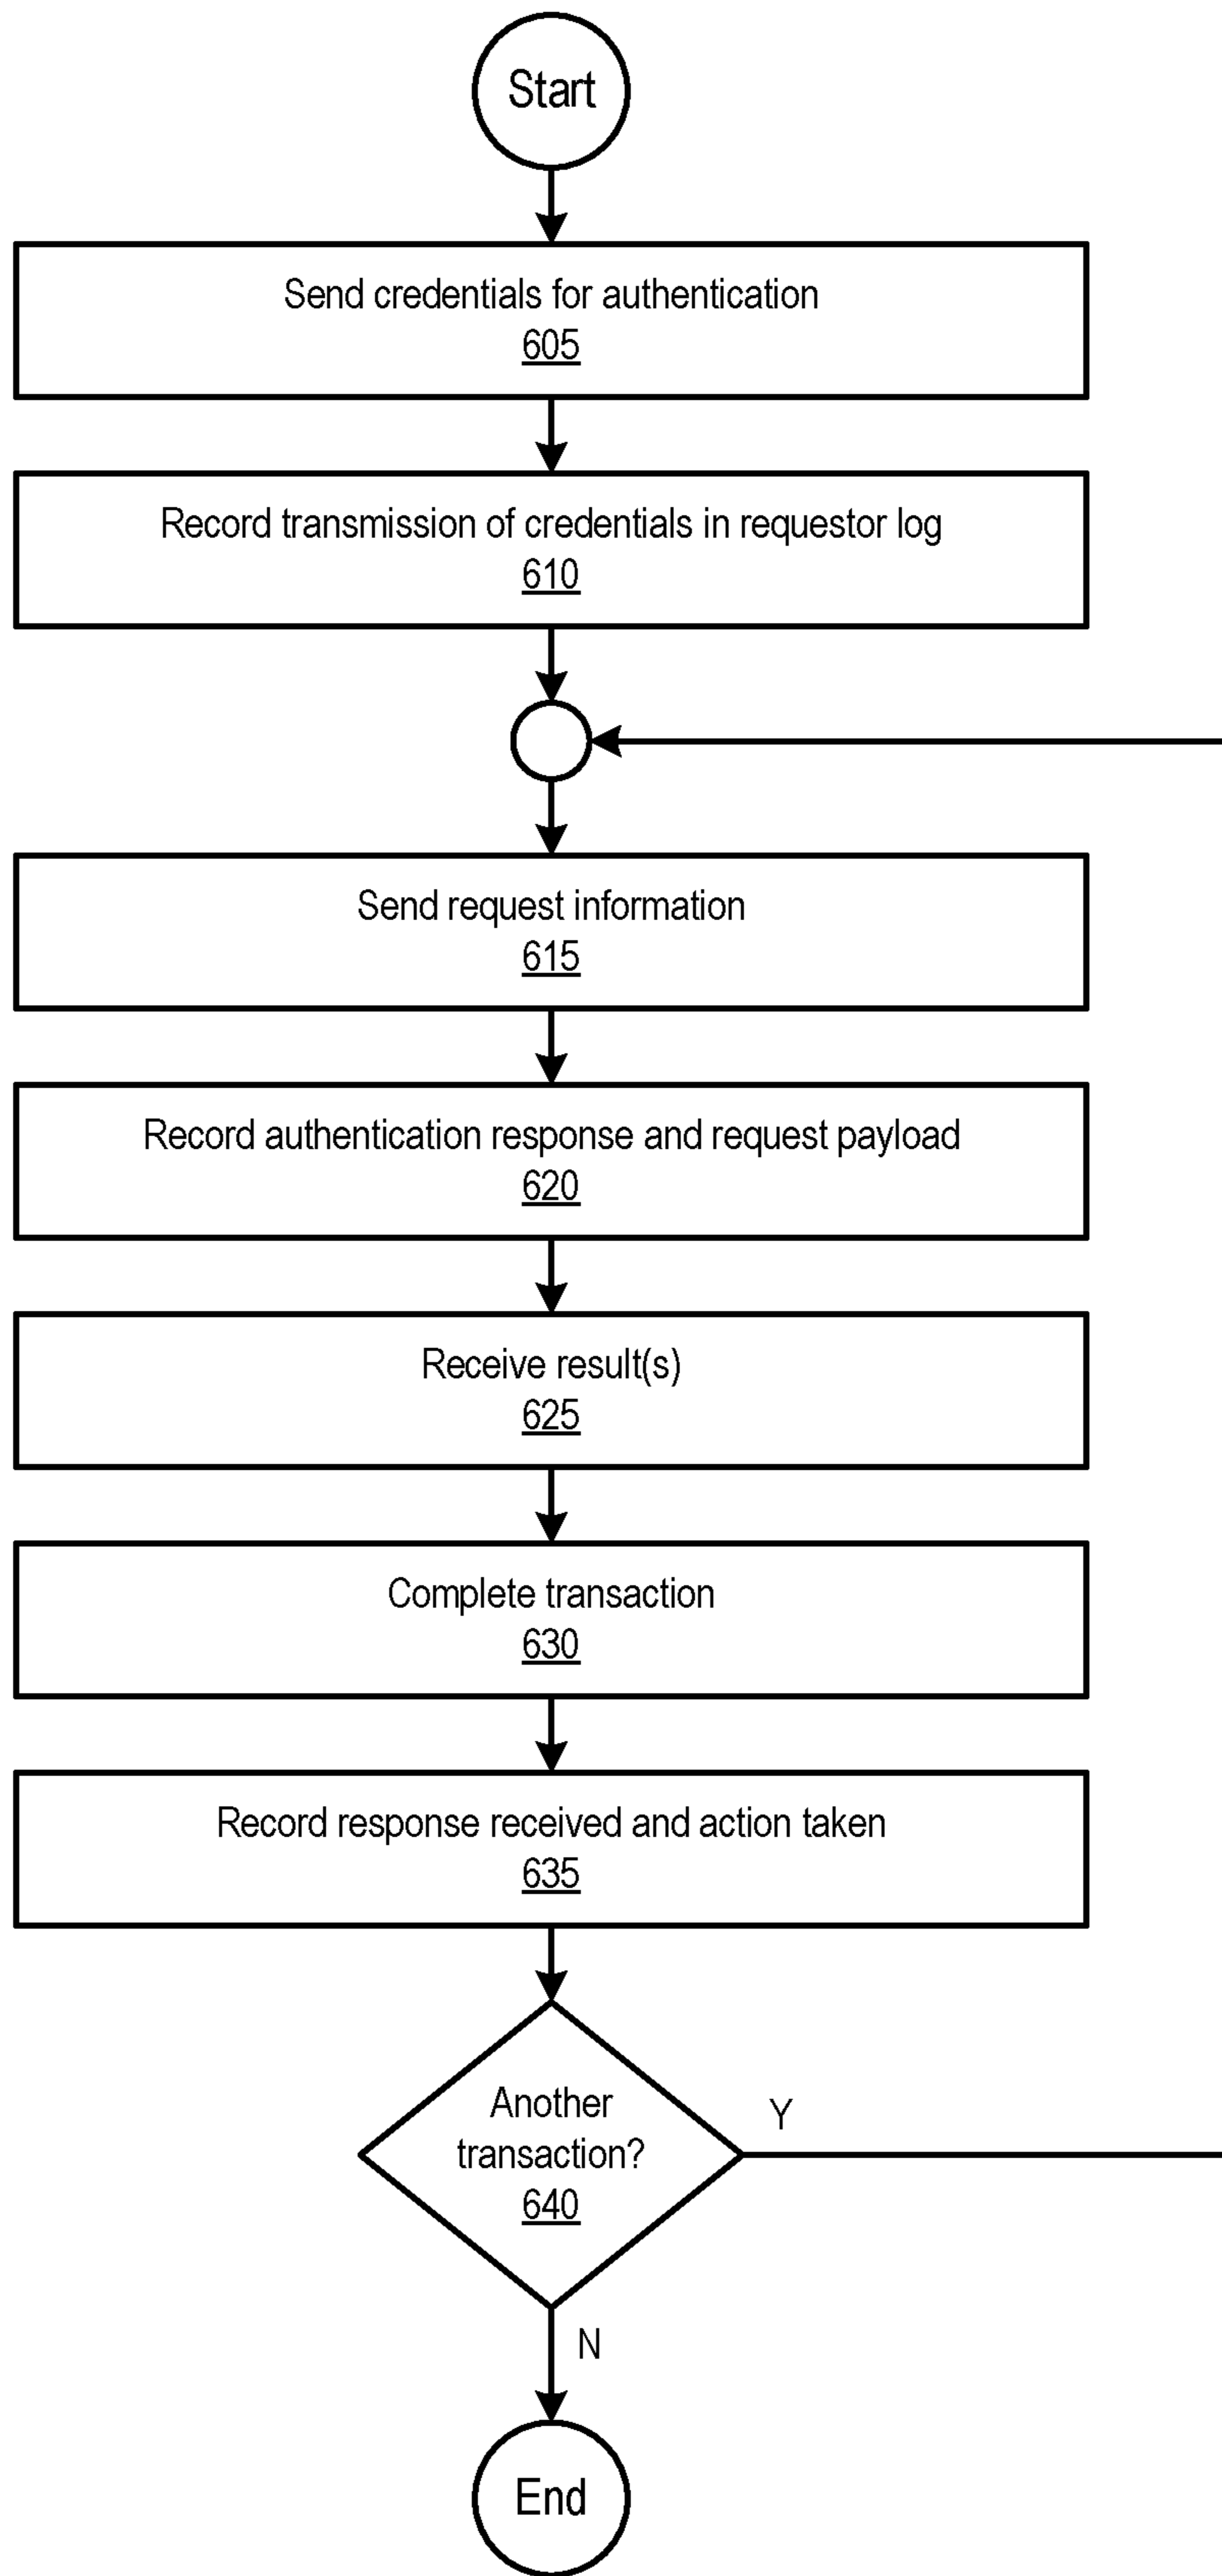 Start
Send credentials for authentication
605
Record transmission of credentials in requestor log
610
Send request information
615
Record authentication response and request payload
620
Receive result(s)
625
Complete transaction
630
Record response received and action taken
635
Another
transaction?
640
Y
N
End